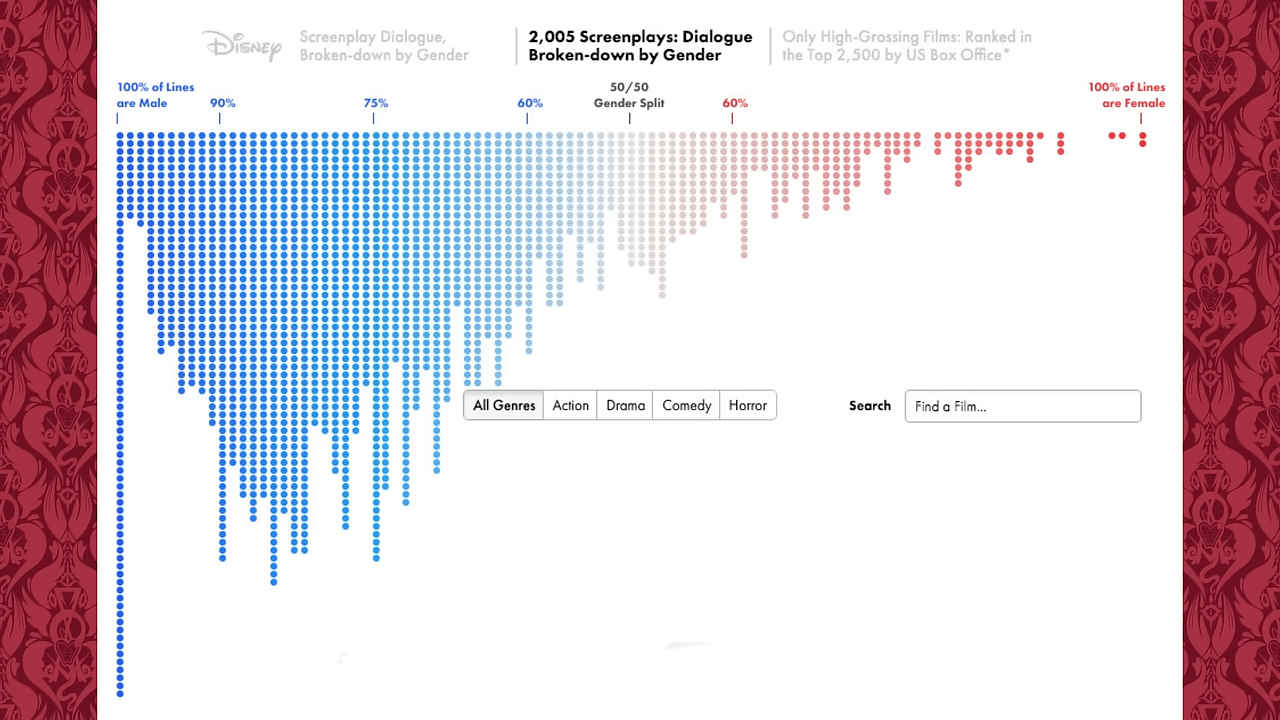 Disney
Screenplay Dialogue,
Broken-down by Gender
2,005 Screenplays: Dialogue
Broken-down by Gender
Only High-Grossing Films: Ranked in
the Top 2,500 by US Box Office*
100% of Lines
are Male
90%
75%
60%
50/50
Gender Split
60%
100% of Lines
are Female
All Genres
Action
Drama
Comedy
Horror
Search
Find a Film...